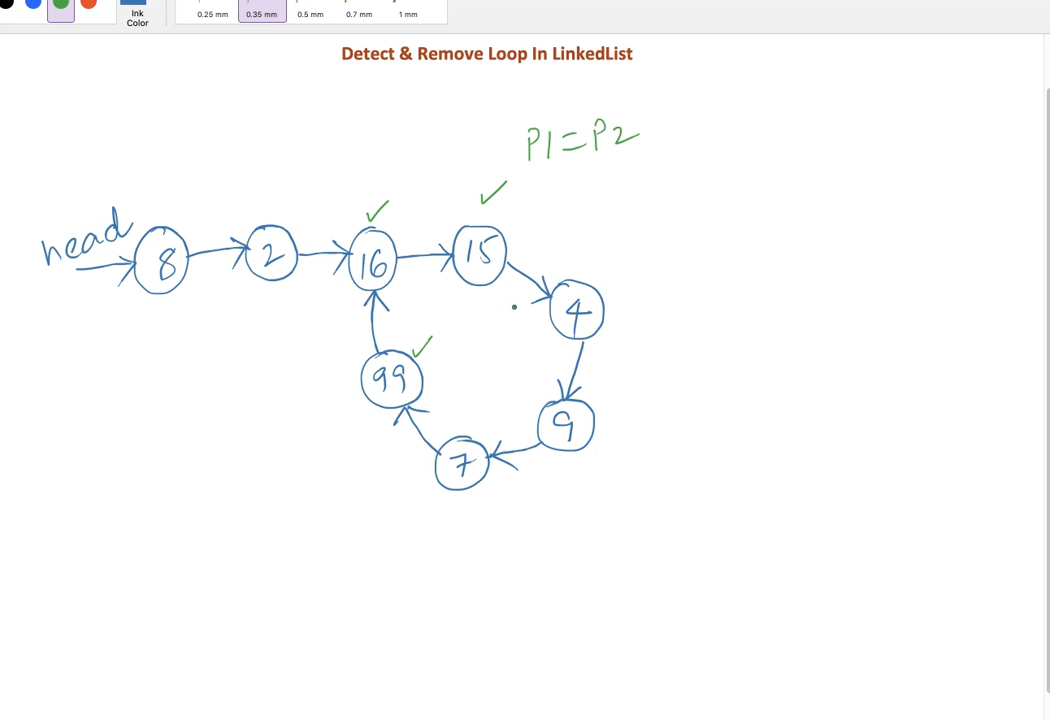 Ink
Color
0.25 mm 0.35 mm 0.5 mm 0.7 mm 1 mm
Detect & Remove Loop In LinkedList
P1=P2
head
8 2 16 15
4
99
9
7